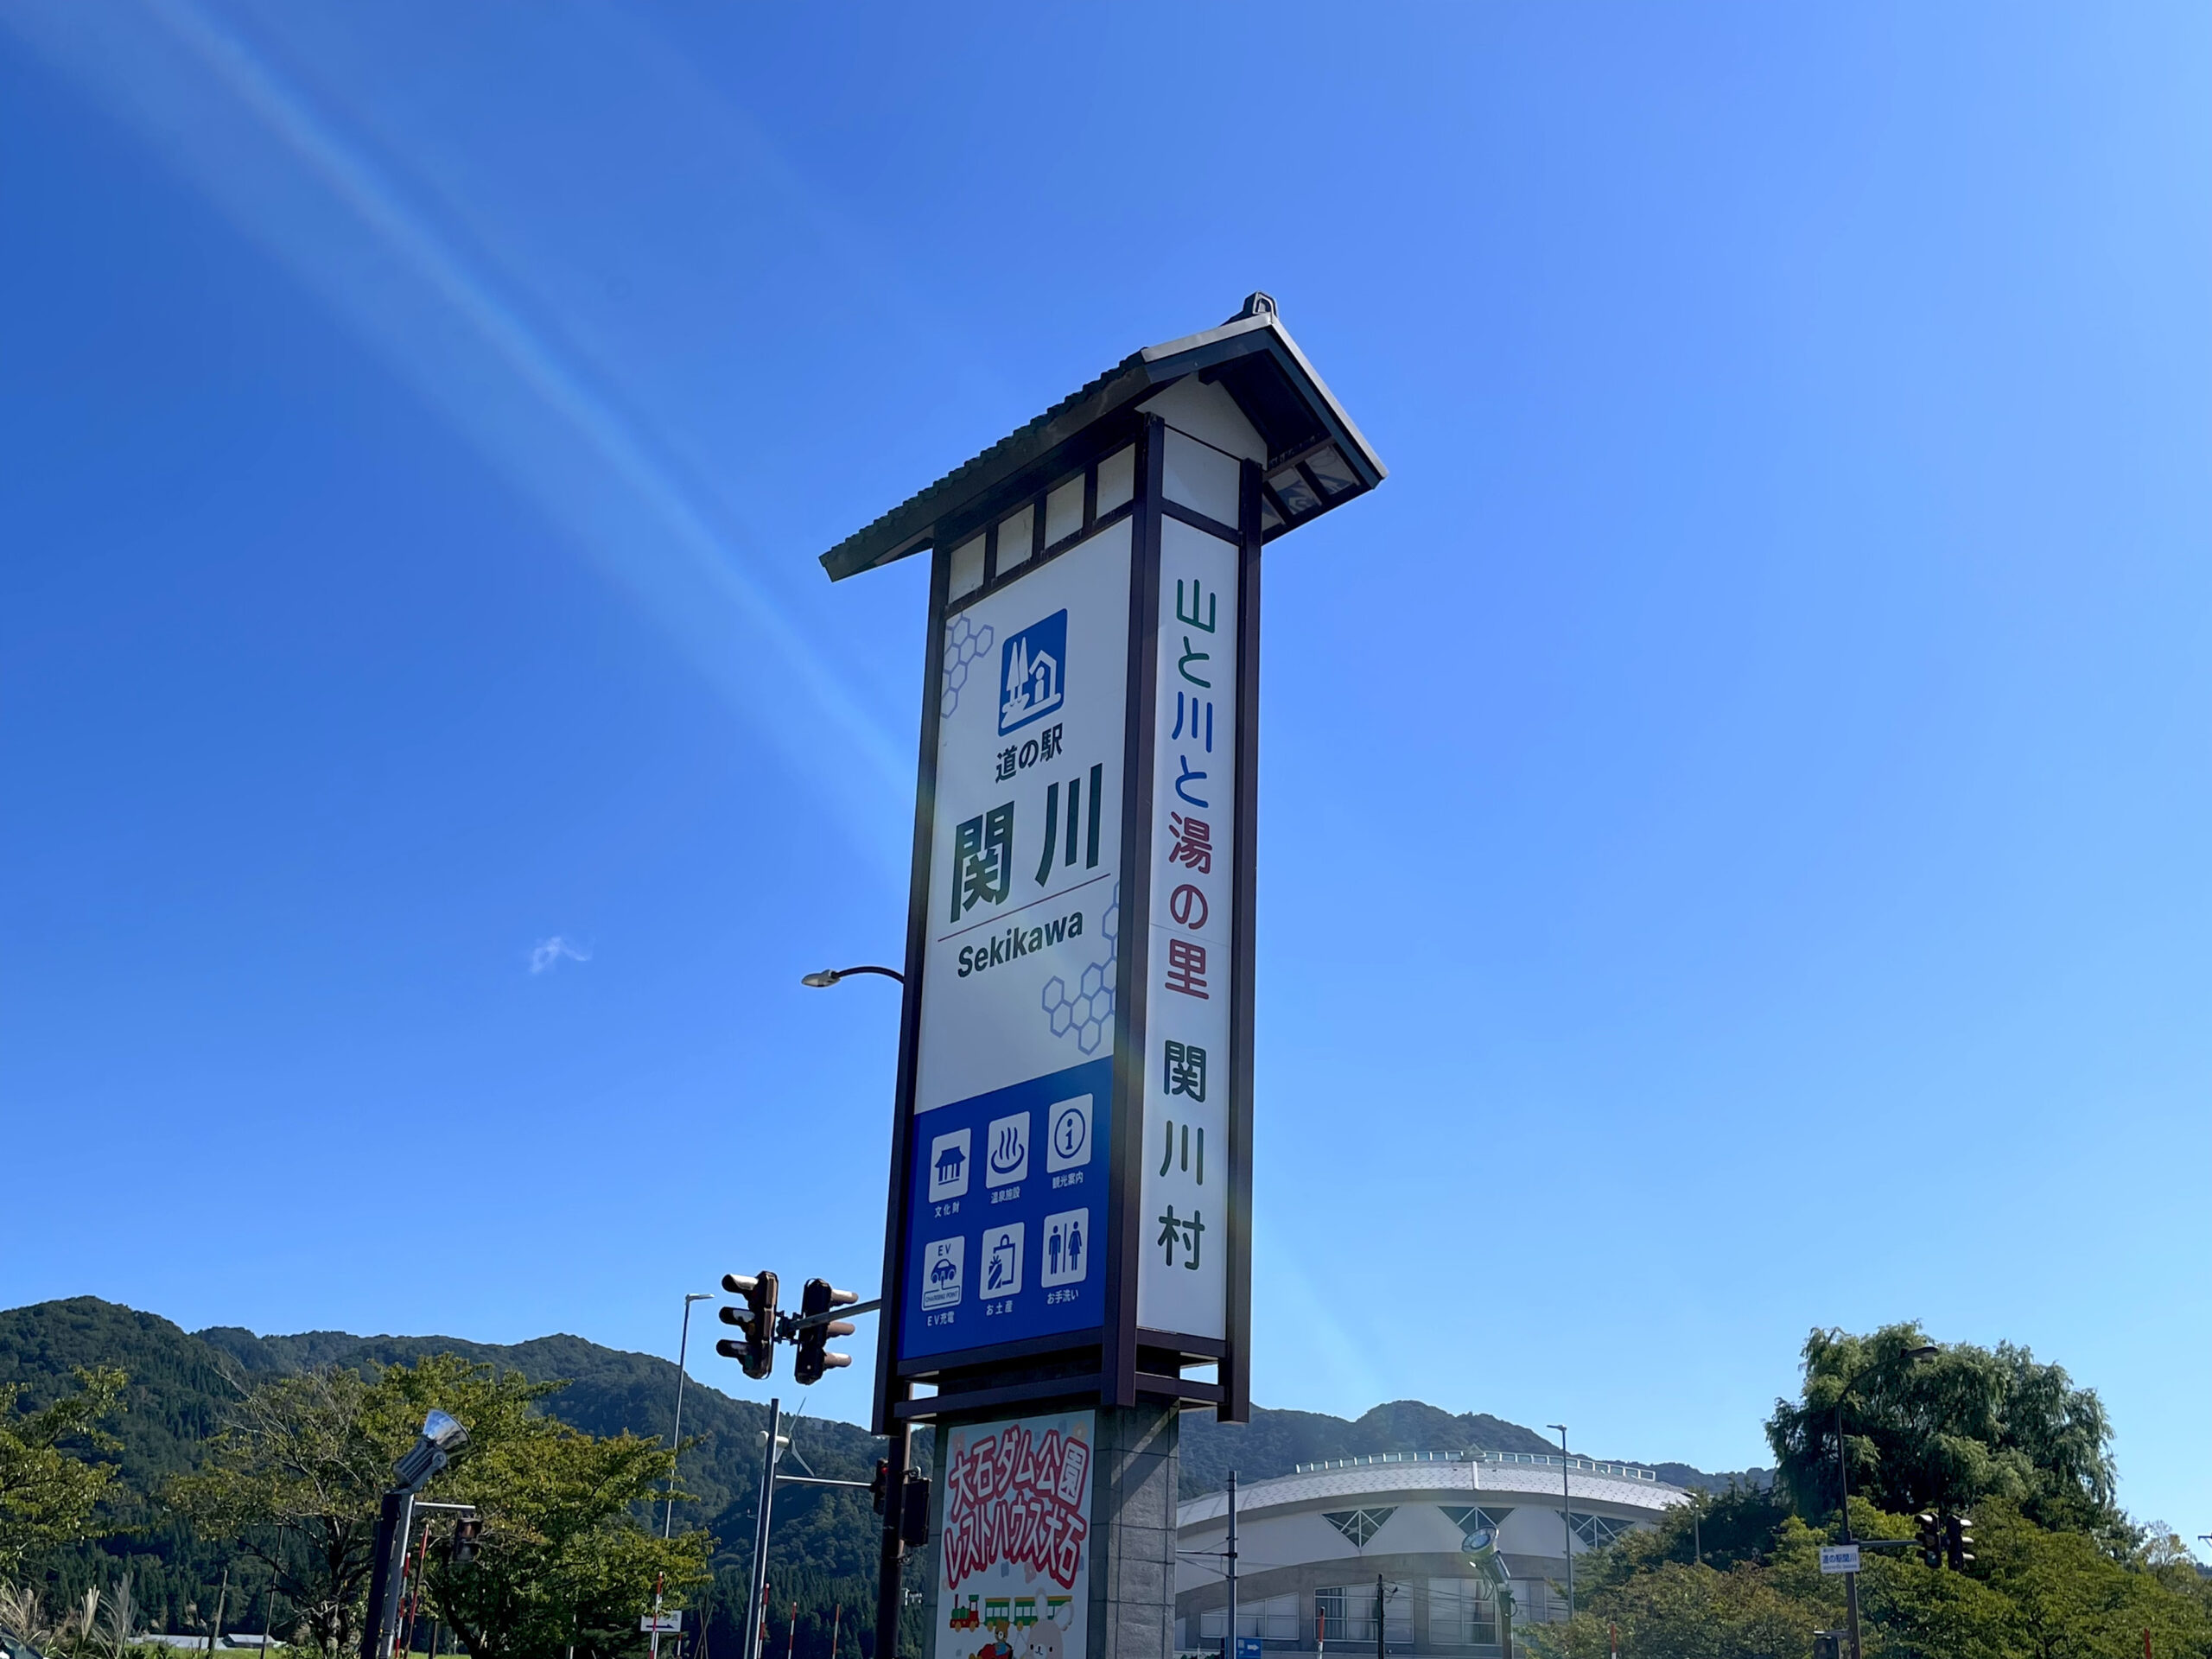 道の駅
関川
Sekikawa
文化財
温泉施設
観光案内
EV
CHARGING POINT
EV充電
お土産
お手洗い
山と川と湯の里 関川村
大石ダム公園
レストハウス大石
道の駅関川